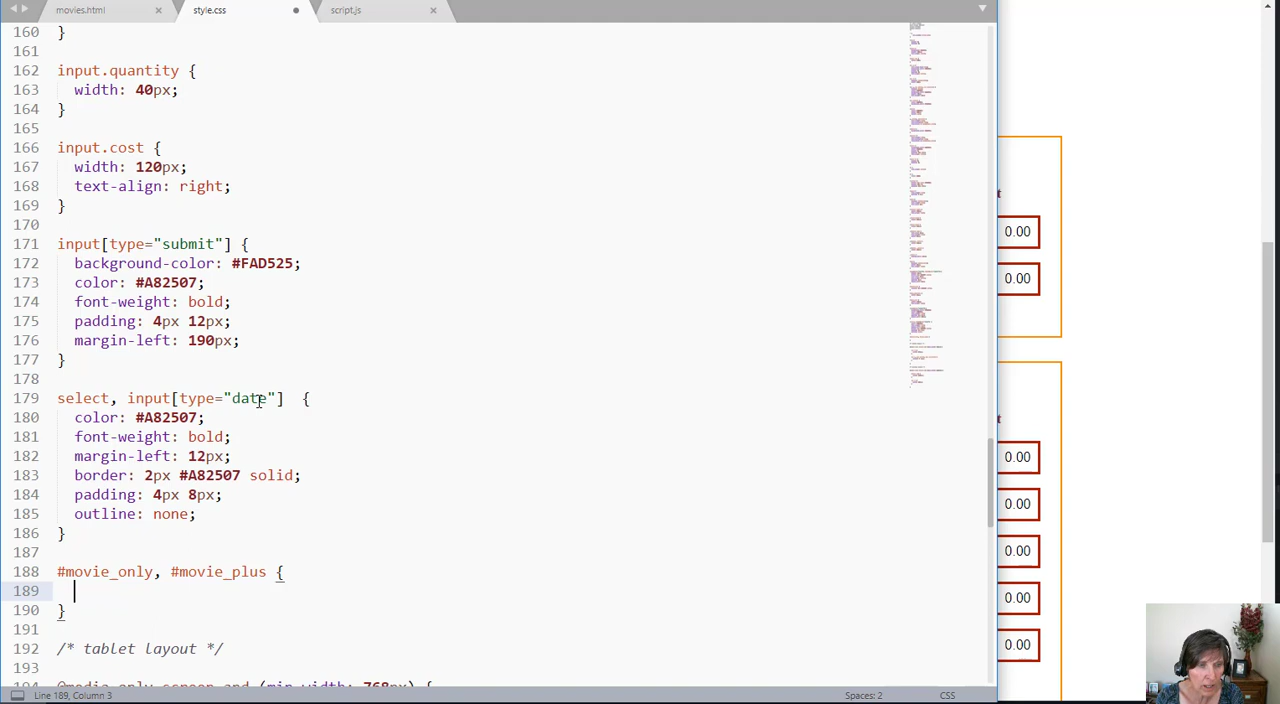 movies.html
style.css
script.js
160 }
161
162 input.quantity {
163 width: 40px;
164 }
165
166 input.cost {
167 width: 120px;
168 text-align: right;
169 }
170
171 input[type="submit"] {
172 background-color: #FAD525;
173 color: #A82507;
174 font-weight: bold;
175 padding: 4px 12px;
176 margin-left: 190px;
177 }
178
179 select, input[type="date"] {
180 color: #A82507;
181 font-weight: bold;
182 margin-left: 12px;
183 border: 2px #A82507 solid;
184 padding: 4px 8px;
185 outline: none;
186 }
187
188 #movie_only, #movie_plus {
189
190 }
191
192 /* tablet layout */
193
194 @media only screen and (min-width: 768px) {
t
0.00
0.00
t
0.00
0.00
0.00
0.00
0.00
Line 189, Column 3
Spaces: 2
CSS